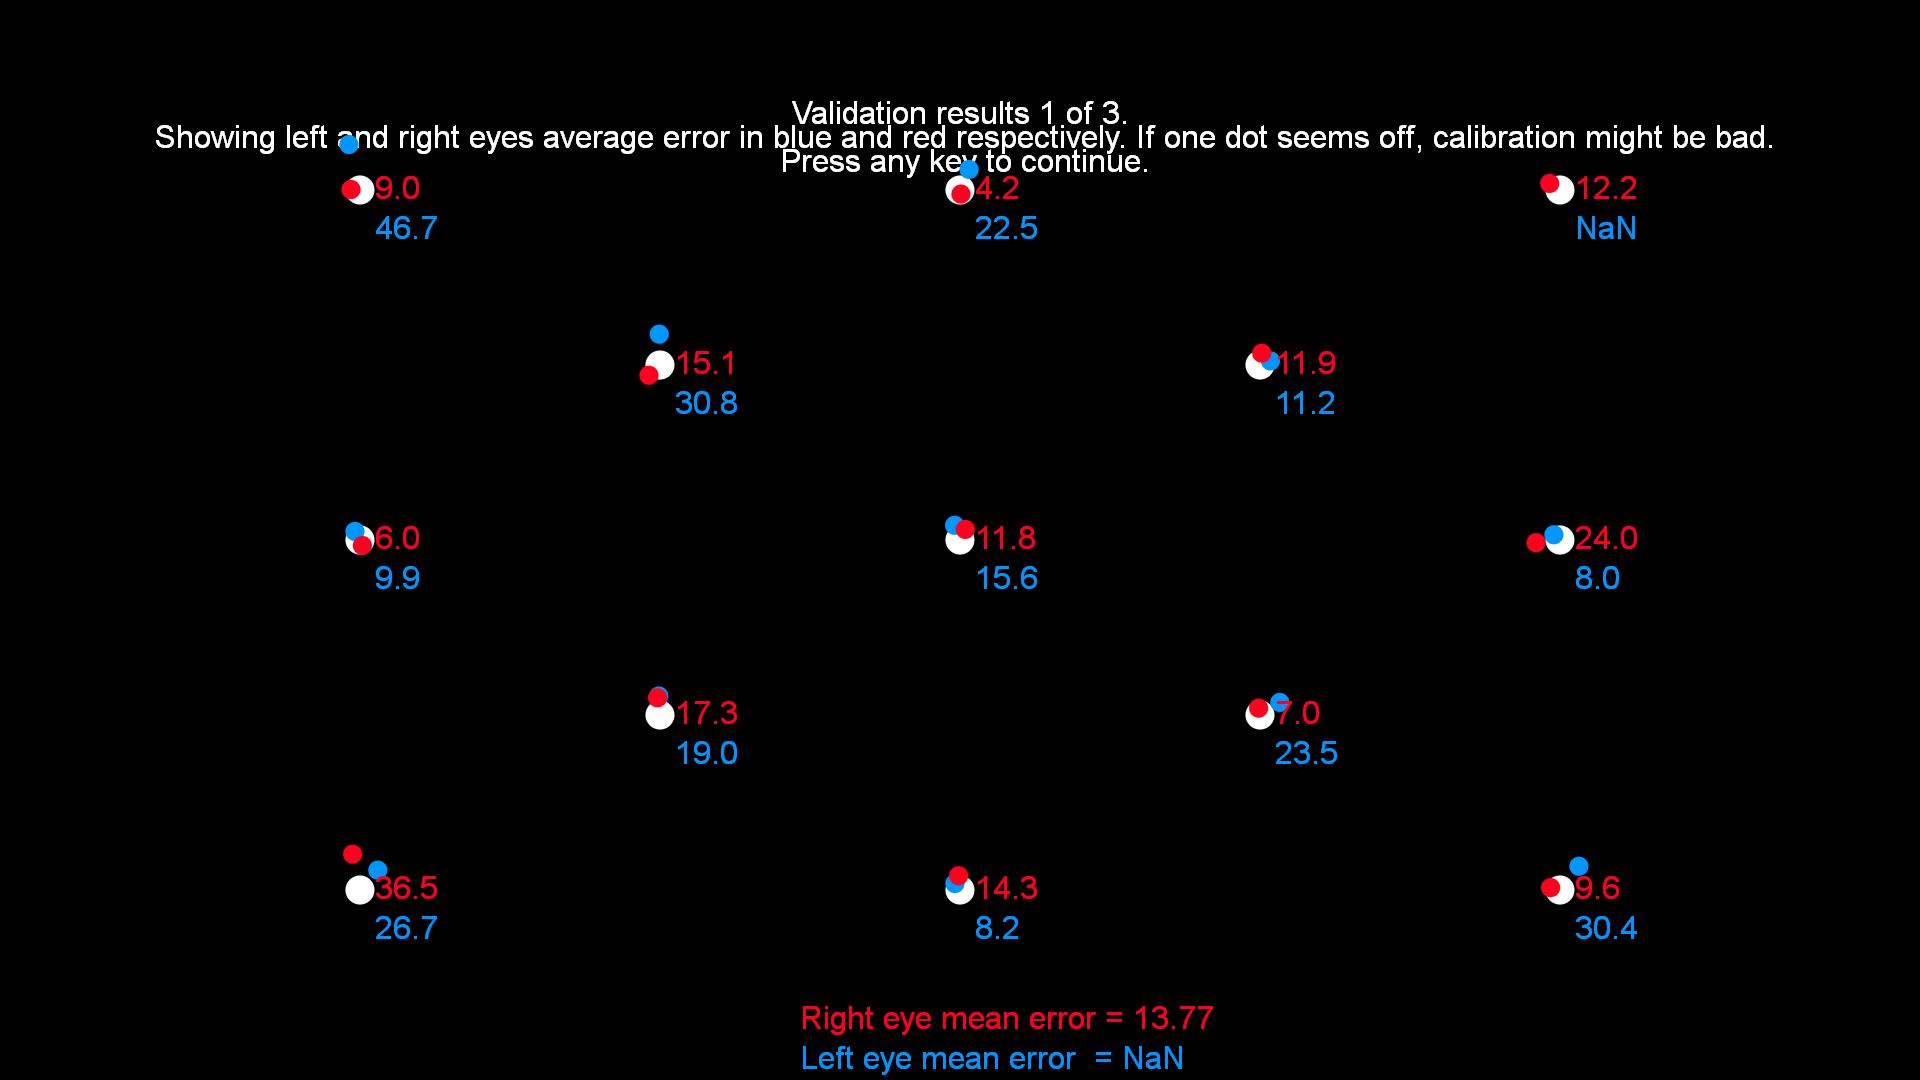 Validation results 1 of 3.
Showing left and right eyes average error in blue and red respectively. If one dot seems off, calibration might be bad.
Press any key to continue.
9.0 4.2 12.2
46.7 22.5 NaN
15.1 11.9
30.8 11.2
6.0 11.8 24.0
9.9 15.6 8.0
17.3 7.0
19.0 23.5
36.5 14.3 9.6
26.7 8.2 30.4
Right eye mean error = 13.77
Left eye mean error = NaN